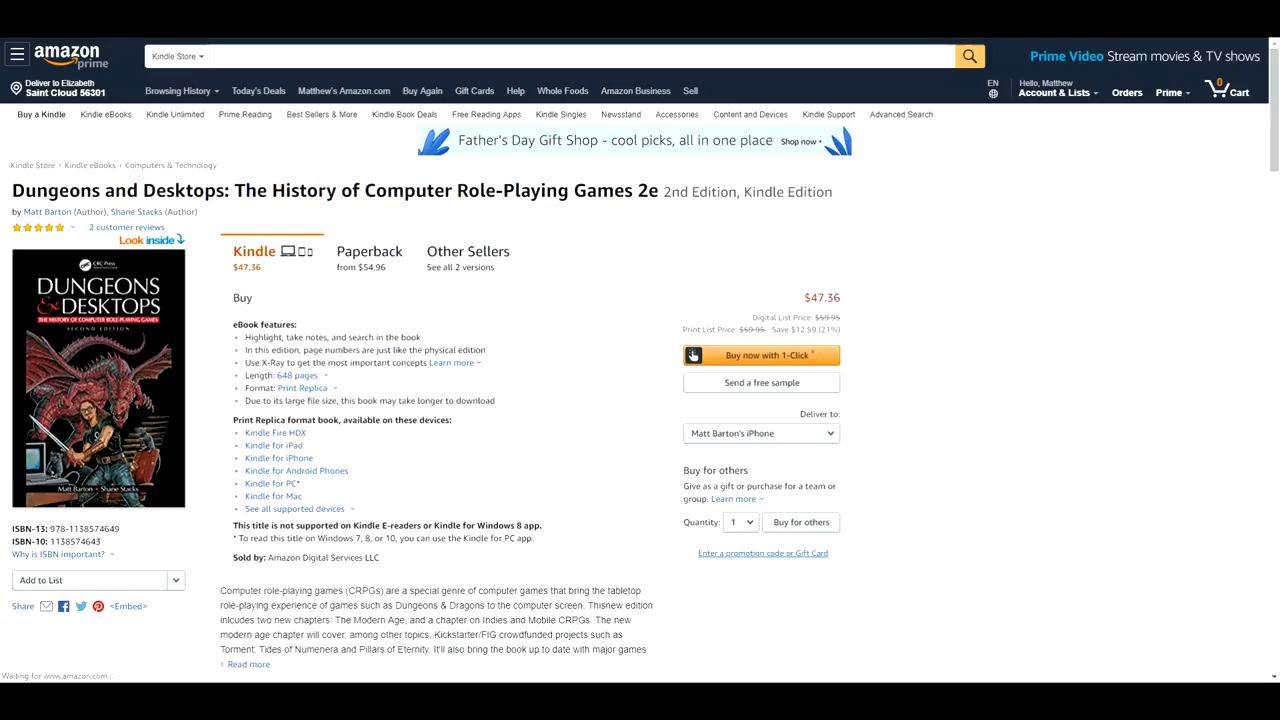 amazon prime
Kindle Store
Prime Video Stream movies & TV shows
Deliver to Elizabeth
Saint Cloud 56301
Browsing History Today's Deals Matthew's Amazon.com Buy Again Gift Cards Help Whole Foods Amazon Business Sell
EN
Hello, Matthew
Account & Lists Orders Prime 0 Cart
Buy a Kindle Kindle eBooks Kindle Unlimited Prime Reading Best Sellers & More Kindle Book Deals Free Reading Apps Kindle Singles Newsstand Accessories Content and Devices Kindle Support Advanced Search
Father's Day Gift Shop - cool picks, all in one place Shop now
Kindle Store › Kindle eBooks › Computers & Technology
Dungeons and Desktops: The History of Computer Role-Playing Games 2e 2nd Edition, Kindle Edition
by Matt Barton (Author), Shane Stacks (Author)
2 customer reviews
Look inside
CRC Press
DUNGEONS
& DESKTOPS
THE HISTORY OF COMPUTER ROLE-PLAYING GAMES
SECOND EDITION
Matt Barton · Shane Stacks
ISBN-13: 978-1138574649
ISBN-10: 1138574643
Why is ISBN important?
Add to List
Share <Embed>
Kindle Paperback Other Sellers
$47.36 from $54.96 See all 2 versions
Buy $47.36
eBook features:
• Highlight, take notes, and search in the book
• In this edition, page numbers are just like the physical edition
• Use X-Ray to get the most important concepts Learn more
• Length: 648 pages
• Format: Print Replica
• Due to its large file size, this book may take longer to download
Print Replica format book, available on these devices:
• Kindle Fire HDX
• Kindle for iPad
• Kindle for iPhone
• Kindle for Android Phones
• Kindle for PC*
• Kindle for Mac
• See all supported devices
This title is not supported on Kindle E-readers or Kindle for Windows 8 app.
* To read this title on Windows 7, 8, or 10, you can use the Kindle for PC app.
Sold by: Amazon Digital Services LLC
Digital List Price: $59.95
Print List Price: $59.95 Save $12.59 (21%)
Buy now with 1-Click ®
Send a free sample
Deliver to:
Matt Barton's iPhone
Buy for others
Give as a gift or purchase for a team or
group. Learn more
Quantity: 1 Buy for others
Enter a promotion code or Gift Card
Computer role-playing games (CRPGs) are a special genre of computer games that bring the tabletop
role-playing experience of games such as Dungeons & Dragons to the computer screen. Thisnew edition
inlcudes two new chapters: The Modern Age, and a chapter on Indies and Mobile CRPGs. The new
modern age chapter will cover, among other topics, Kickstarter/FIG crowdfunded projects such as
Torment: Tides of Numenera and Pillars of Eternity. It'll also bring the book up to date with major games
Read more
Waiting for www.amazon.com...